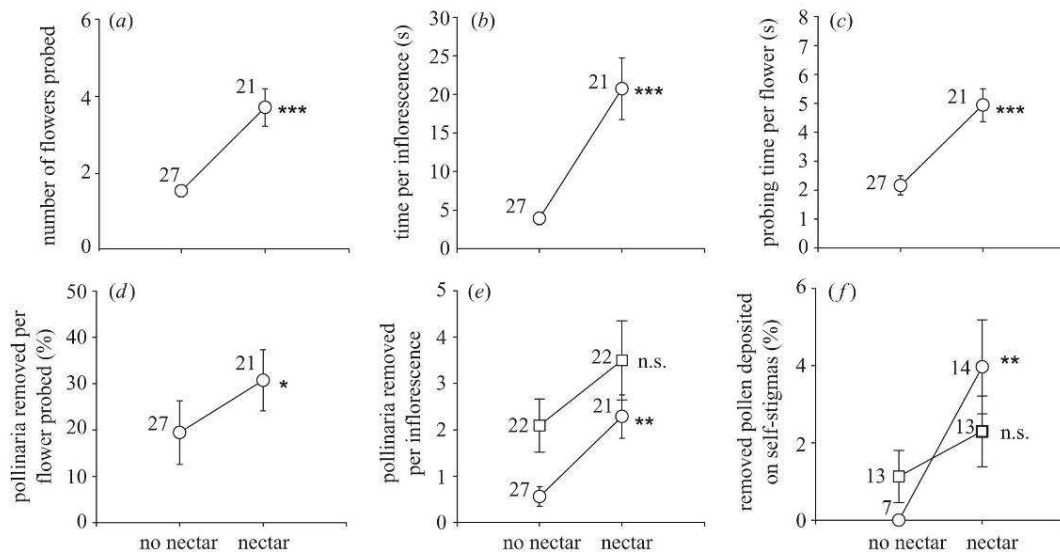 (a)
number of flowers probed
6
4
2
0
27
21
***
(b)
time per inflorescence (s)
30
25
20
15
10
5
0
27
21
***
(c)
probing time per flower (s)
8
7
6
5
4
3
2
1
0
27
21
***
(d)
pollinaria removed per
flower probed (%)
50
40
30
20
10
0
27
21
*
no nectar nectar
(e)
pollinaria removed
per inflorescence
5
4
3
2
1
0
22
22
n.s.
27
21
**
no nectar nectar
(f)
removed pollen deposited
on self-stigmas (%)
6
4
2
0
14
**
13
13
n.s.
7
no nectar nectar